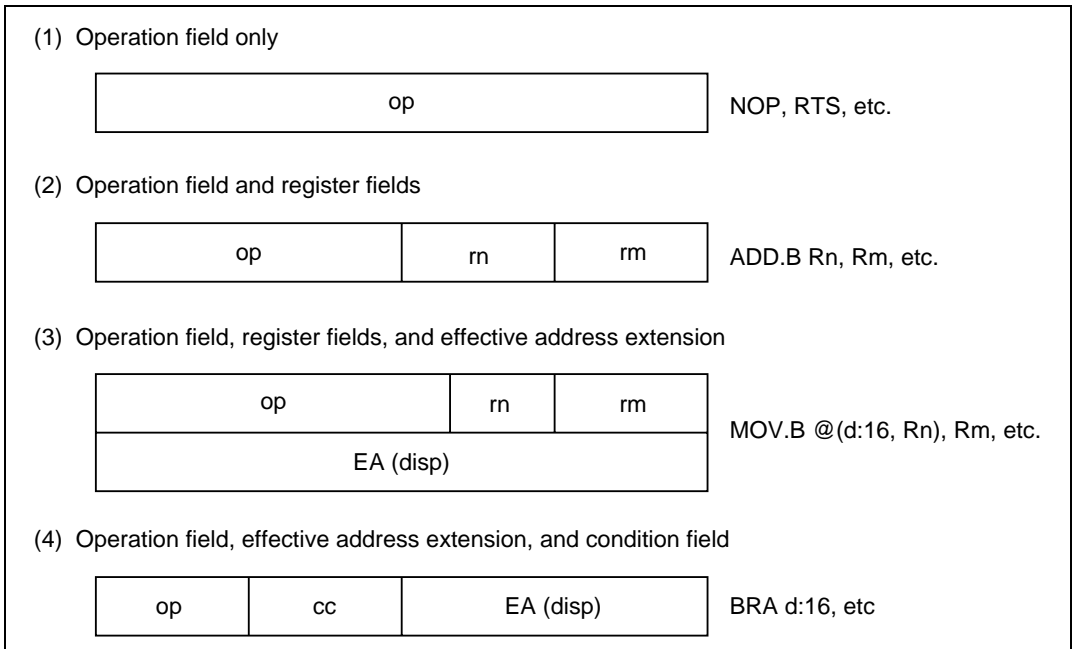 (1) Operation field only
op
NOP, RTS, etc.
(2) Operation field and register fields
op rn rm
ADD.B Rn, Rm, etc.
(3) Operation field, register fields, and effective address extension
op rn rm
EA (disp)
MOV.B @(d:16, Rn), Rm, etc.
(4) Operation field, effective address extension, and condition field
op cc EA (disp)
BRA d:16, etc